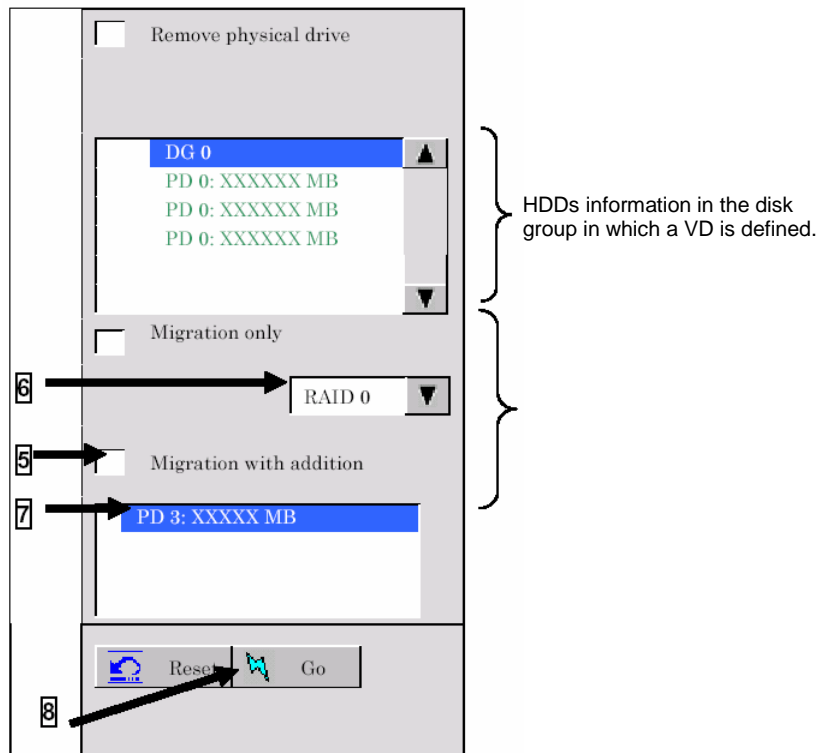 Remove physical drive
DG 0
PD 0: XXXXXX MB
PD 0: XXXXXX MB
PD 0: XXXXXX MB
HDDs information in the disk
group in which a VD is defined.
Migration only
6
RAID 0
5
Migration with addition
7
PD 3: XXXXX MB
Reset
Go
8